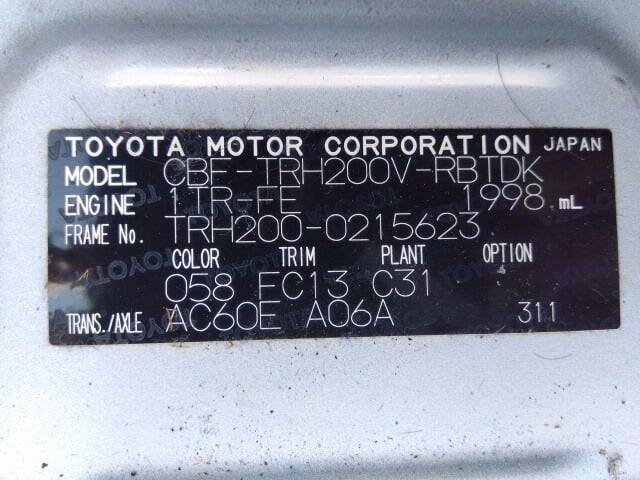 TOYOTA MOTOR CORPORATION JAPAN
MODEL CBF-TRH200V-RBTDK
ENGINE 1TR-FE 1998 mL
FRAME No. TRH200-0215623
COLOR TRIM PLANT OPTION
058 FC13 C31
TRANS./AXLE AC60E A06A 311